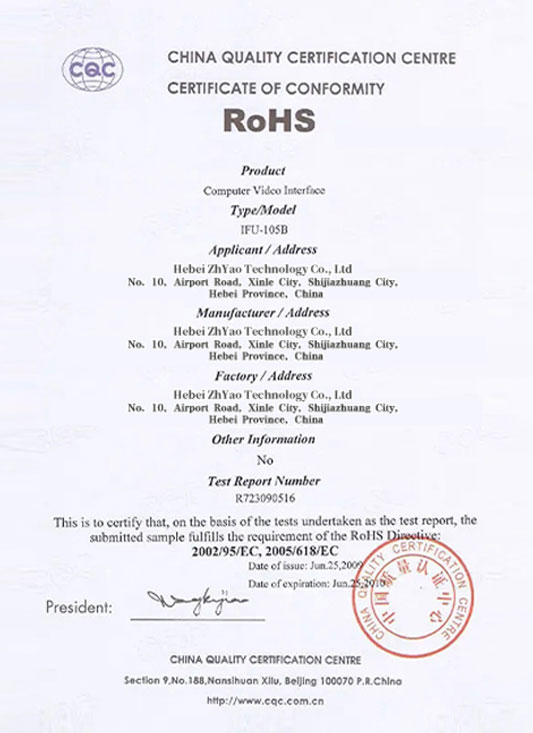 CQC
CHINA QUALITY CERTIFICATION CENTRE
CERTIFICATE OF CONFORMITY
RoHS
Product
Computer Video Interface
Type/Model
IFU-105B
Applicant / Address
Hebei ZhYao Technology Co., Ltd
No. 10, Airport Road, Xinle City, Shijiazhuang City,
Hebei Province, China
Manufacturer / Address
Hebei ZhYao Technology Co., Ltd
No. 10, Airport Road, Xinle City, Shijiazhuang City,
Hebei Province, China
Factory / Address
Hebei ZhYao Technology Co., Ltd
No. 10, Airport Road, Xinle City, Shijiazhuang City,
Hebei Province, China
Other Information
No
Test Report Number
R723090516
This is to certify that, on the basis of the tests undertaken as the test report, the
submitted sample fulfills the requirement of the RoHS Directive:
2002/95/EC, 2005/618/EC
Date of issue: Jun.25,2009
Date of expiration: Jun.25,2010
CHINA QUALITY CERTIFICATION CENTRE
中国质量认证中心
President:
CHINA QUALITY CERTIFICATION CENTRE
Section 9,No.188,Nansihuan Xilu, Beijing 100070 P.R.China
http://www.cqc.com.cn